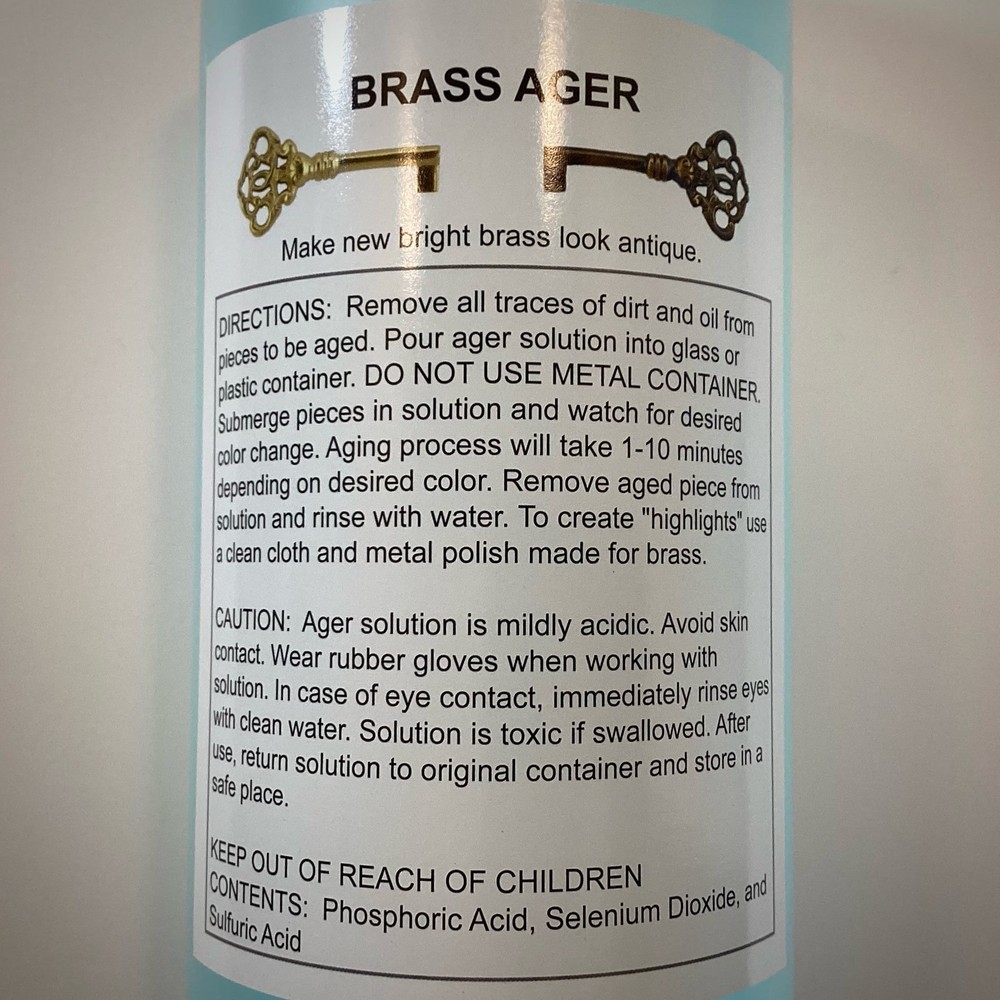 BRASS AGER
Make new bright brass look antique.
DIRECTIONS: Remove all traces of dirt and oil from
pieces to be aged. Pour ager solution into glass or
plastic container. DO NOT USE METAL CONTAINER.
Submerge pieces in solution and watch for desired
color change. Aging process will take 1-10 minutes
depending on desired color. Remove aged piece from
solution and rinse with water. To create "highlights" use
a clean cloth and metal polish made for brass.
CAUTION: Ager solution is mildly acidic. Avoid skin
contact. Wear rubber gloves when working with
solution. In case of eye contact, immediately rinse eyes
with clean water. Solution is toxic if swallowed. After
use, return solution to original container and store in a
safe place.
KEEP OUT OF REACH OF CHILDREN
CONTENTS: Phosphoric Acid, Selenium Dioxide, and
Sulfuric Acid